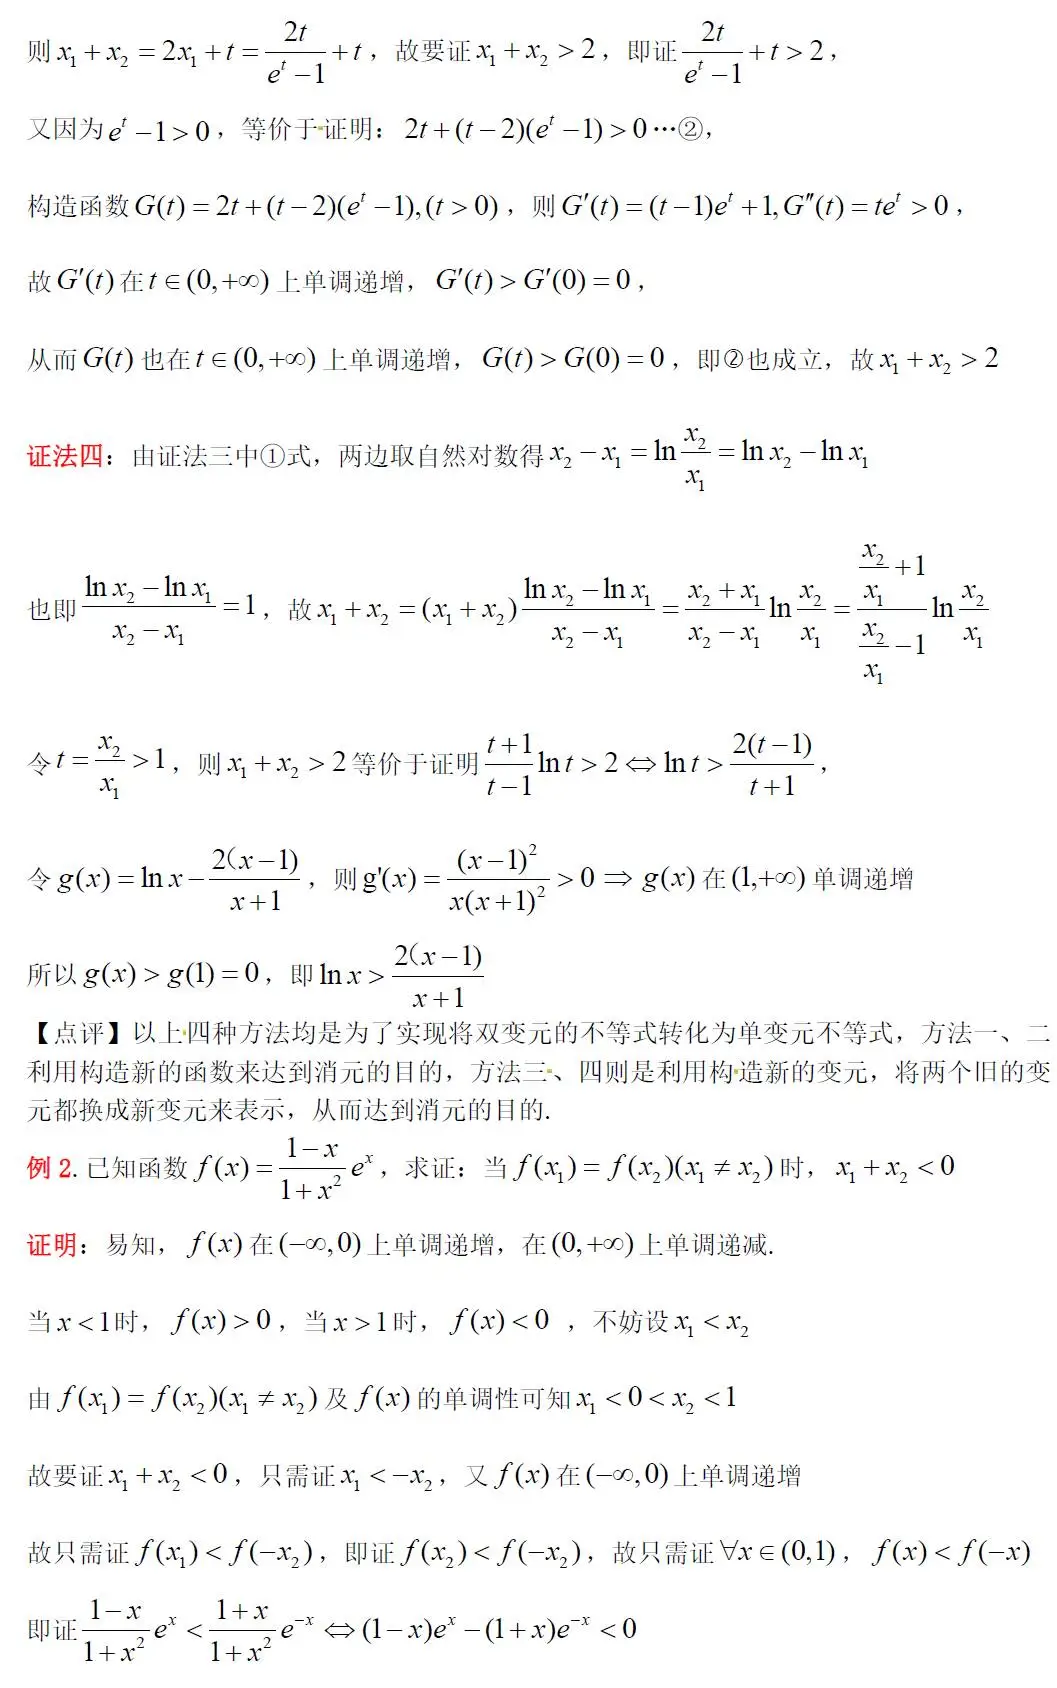 则 $x_1+x_2=2x_1+t=\dfrac{2t}{e^t-1}+t$，故要证 $x_1+x_2>2$，即证 $\dfrac{2t}{e^t-1}+t>2$，
又因为 $e^t-1>0$，等价于证明：$2t+(t-2)(e^t-1)>0$…②，
构造函数 $G(t)=2t+(t-2)(e^t-1),(t>0)$，则 $G'(t)=(t-1)e^t+1,G''(t)=te^t>0$，
故 $G'(t)$ 在 $t\in(0,+\infty)$ 上单调递增，$G'(t)>G'(0)=0$，
从而 $G(t)$ 也在 $t\in(0,+\infty)$ 上单调递增，$G(t)>G(0)=0$，即②也成立，故 $x_1+x_2>2$
证法四：由证法三中①式，两边取自然对数得 $x_2-x_1=\ln\dfrac{x_2}{x_1}=\ln x_2-\ln x_1$
也即 $\dfrac{\ln x_2-\ln x_1}{x_2-x_1}=1$，故 $x_1+x_2=(x_1+x_2)\dfrac{\ln x_2-\ln x_1}{x_2-x_1}=\dfrac{x_2+x_1}{x_2-x_1}\ln\dfrac{x_2}{x_1}=\dfrac{\dfrac{x_2}{x_1}+1}{\dfrac{x_2}{x_1}-1}\ln\dfrac{x_2}{x_1}$
令 $t=\dfrac{x_2}{x_1}>1$，则 $x_1+x_2>2$ 等价于证明 $\dfrac{t+1}{t-1}\ln t>2\Leftrightarrow\ln t>\dfrac{2(t-1)}{t+1}$，
令 $g(x)=\ln x-\dfrac{2(x-1)}{x+1}$，则 $g'(x)=\dfrac{(x-1)^2}{x(x+1)^2}>0\Rightarrow g(x)$ 在 $(1,+\infty)$ 单调递增
所以 $g(x)>g(1)=0$，即 $\ln x>\dfrac{2(x-1)}{x+1}$
【点评】以上四种方法均是为了实现将双变元的不等式转化为单变元不等式，方法一、二
利用构造新的函数来达到消元的目的，方法三、四则是利用构造新的变元，将两个旧的变
元都换成新变元来表示，从而达到消元的目的.
例 2.已知函数 $f(x)=\dfrac{1-x}{1+x^2}e^x$，求证：当 $f(x_1)=f(x_2)(x_1\neq x_2)$ 时，$x_1+x_2<0$
证明：易知，$f(x)$ 在 $(-\infty,0)$ 上单调递增，在 $(0,+\infty)$ 上单调递减.
当 $x<1$ 时，$f(x)>0$，当 $x>1$ 时，$f(x)<0$ ，不妨设 $x_1<x_2$
由 $f(x_1)=f(x_2)(x_1\neq x_2)$ 及 $f(x)$ 的单调性可知 $x_1<0<x_2<1$
故要证 $x_1+x_2<0$，只需证 $x_1<-x_2$，又 $f(x)$ 在 $(-\infty,0)$ 上单调递增
故只需证 $f(x_1)<f(-x_2)$，即证 $f(x_2)<f(-x_2)$，故只需证 $\forall x\in(0,1)$，$f(x)<f(-x)$
即证 $\dfrac{1-x}{1+x^2}e^x<\dfrac{1+x}{1+x^2}e^{-x}\Leftrightarrow(1-x)e^x-(1+x)e^{-x}<0$